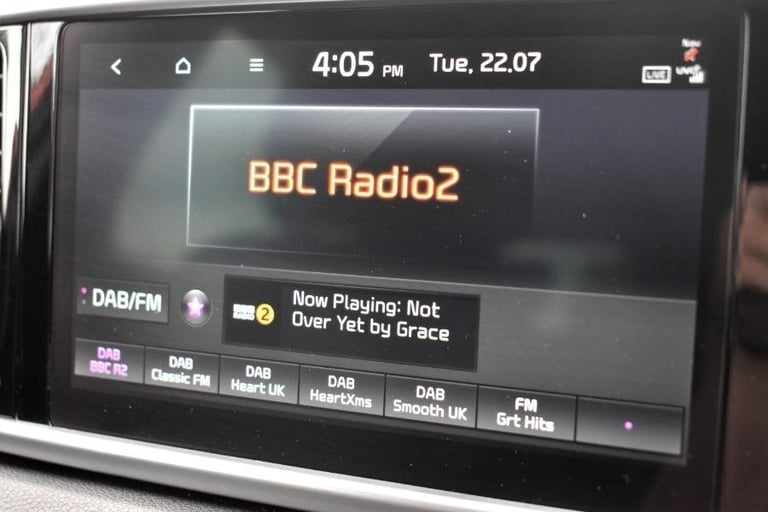 4:05 PM Tue, 22.07
LIVE
BBC Radio2
DAB/FM
2
Now Playing: Not
Over Yet by Grace
DAB
BBC R2
DAB
Classic FM
DAB
Heart UK
DAB
HeartXms
DAB
Smooth UK
FM
Grt Hits